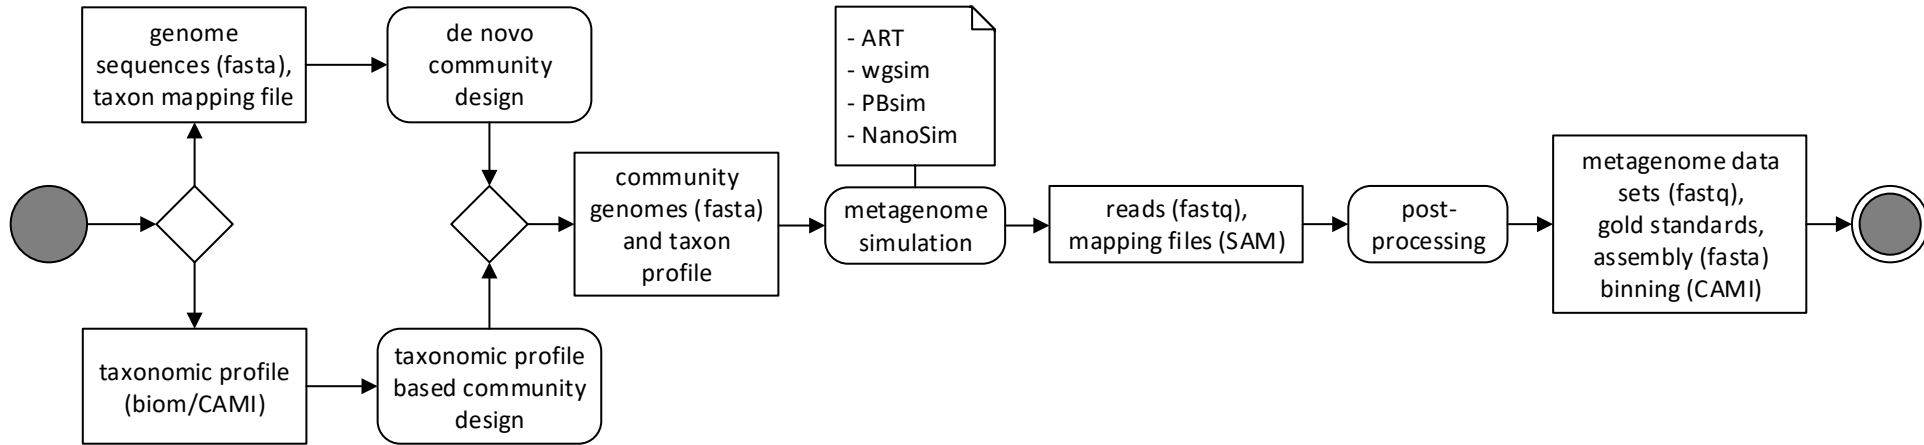 genome
sequences (fasta),
taxon mapping file
de novo
community
design
- ART
- wgsim
- PBsim
- NanoSim
community
genomes (fasta)
and taxon
profile
metagenome
simulation
reads (fastq),
mapping files (SAM)
post-
processing
metagenome data
sets (fastq),
gold standards,
assembly (fasta)
binning (CAMI)
taxonomic profile
(biom/CAMI)
taxonomic profile
based community
design